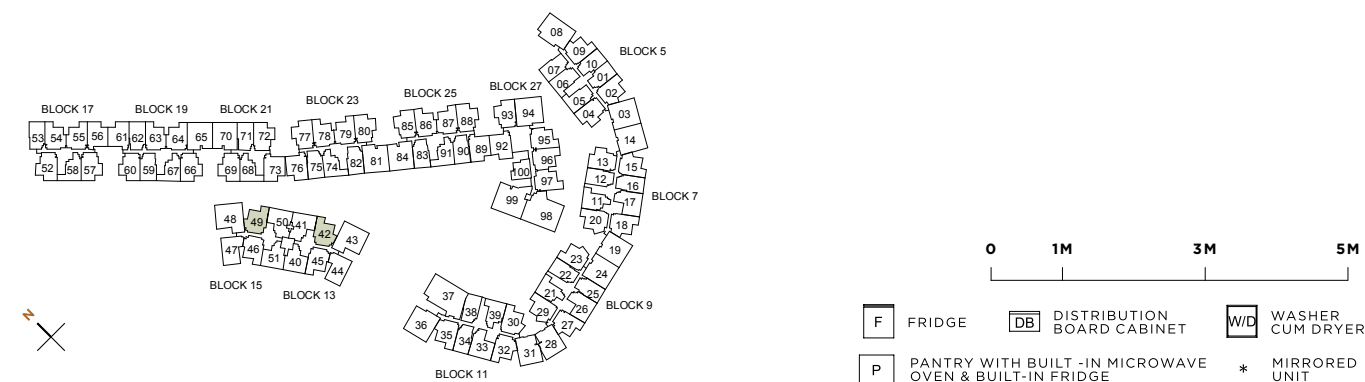 08
BLOCK 5
09
10
07
01
06
02
05
04
03
14
BLOCK 17
BLOCK 19
BLOCK 21
BLOCK 23
BLOCK 25
BLOCK 27
53 54 55 56 61 62 63 64 65 70 71 72 77 78 79 80 85 86 87 88 93 94
52 58 57 60 59 67 66 69 68 73 76 75 74 82 81 84 83 91 90 89 92
95
96
100
97
99
98
13
15
12
16
11
17
20
18
BLOCK 7
48 49 50 41 42 43
47 46 51 40 45 44
BLOCK 15
BLOCK 13
19
23
24
22
25
21
26
29
27
28
BLOCK 9
37
38
39
30
36
35
34
33
32
31
BLOCK 11
N
0 1M 3M 5M
F FRIDGE
DB DISTRIBUTION
BOARD CABINET
W/D WASHER
CUM DRYER
P PANTRY WITH BUILT -IN MICROWAVE
OVEN & BUILT-IN FRIDGE
* MIRRORED
UNIT